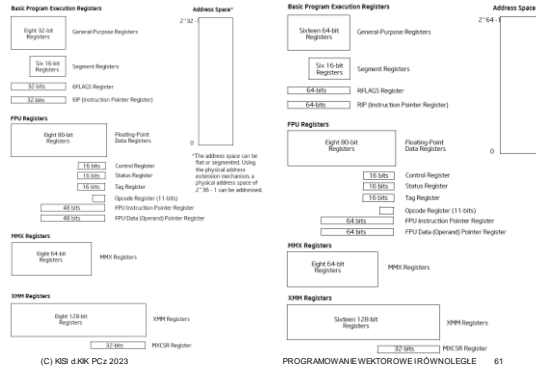 Basic Program Execution Registers
Address Space*
2^32 -1
Eight 32-bit
Registers
General-Purpose Registers
Six 16-bit
Registers
Segment Registers
32-bits
EFLAGS Register
32-bits
EIP (Instruction Pointer Register)
0
*The address space can be
flat or segmented. Using
the physical address
extension mechanism, a
physical address space of
2^36 - 1 can be addressed.
FPU Registers
Eight 80-bit
Registers
Floating-Point
Data Registers
16 bits
Control Register
16 bits
Status Register
16 bits
Tag Register
Opcode Register (11-bits)
48 bits
FPU Instruction Pointer Register
48 bits
FPU Data (Operand) Pointer Register
MMX Registers
Eight 64-bit
Registers
MMX Registers
XMM Registers
Eight 128-bit
Registers
XMM Registers
32-bits
MXCSR Register
Basic Program Execution Registers
Address Space
2^64 -1
Sixteen 64-bit
Registers
General-Purpose Registers
Six 16-bit
Registers
Segment Registers
64-bits
RFLAGS Register
64-bits
RIP (Instruction Pointer Register)
0
FPU Registers
Eight 80-bit
Registers
Floating-Point
Data Registers
16 bits
Control Register
16 bits
Status Register
16 bits
Tag Register
Opcode Register (11-bits)
64 bits
FPU Instruction Pointer Register
64 bits
FPU Data (Operand) Pointer Register
MMX Registers
Eight 64-bit
Registers
MMX Registers
XMM Registers
Sixteen 128-bit
Registers
XMM Registers
32-bits
MXCSR Register
(C) KISI d.KIK PCz 2023
PROGRAMOWANIE WEKTOROWE I RÓWNOLEGŁE
61